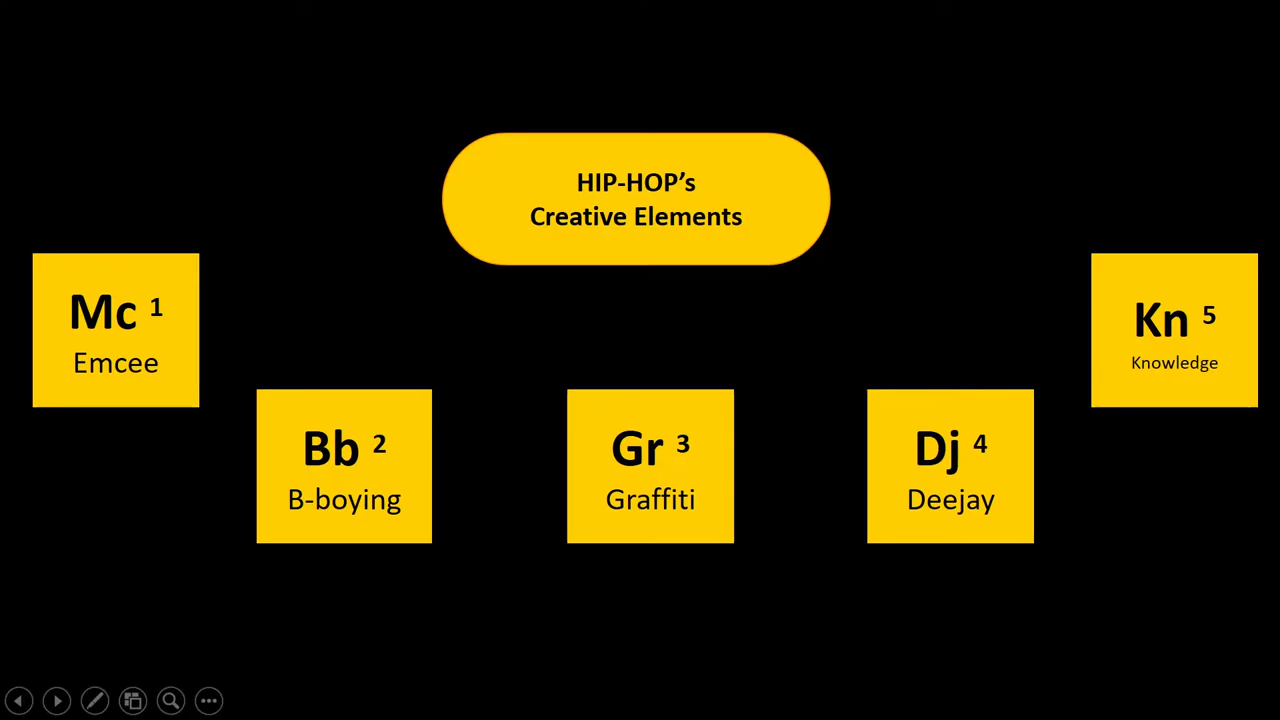 HIP-HOP’s
Creative Elements
Mc 1
Emcee
Bb 2
B-boying
Gr 3
Graffiti
Dj 4
Deejay
Kn 5
Knowledge